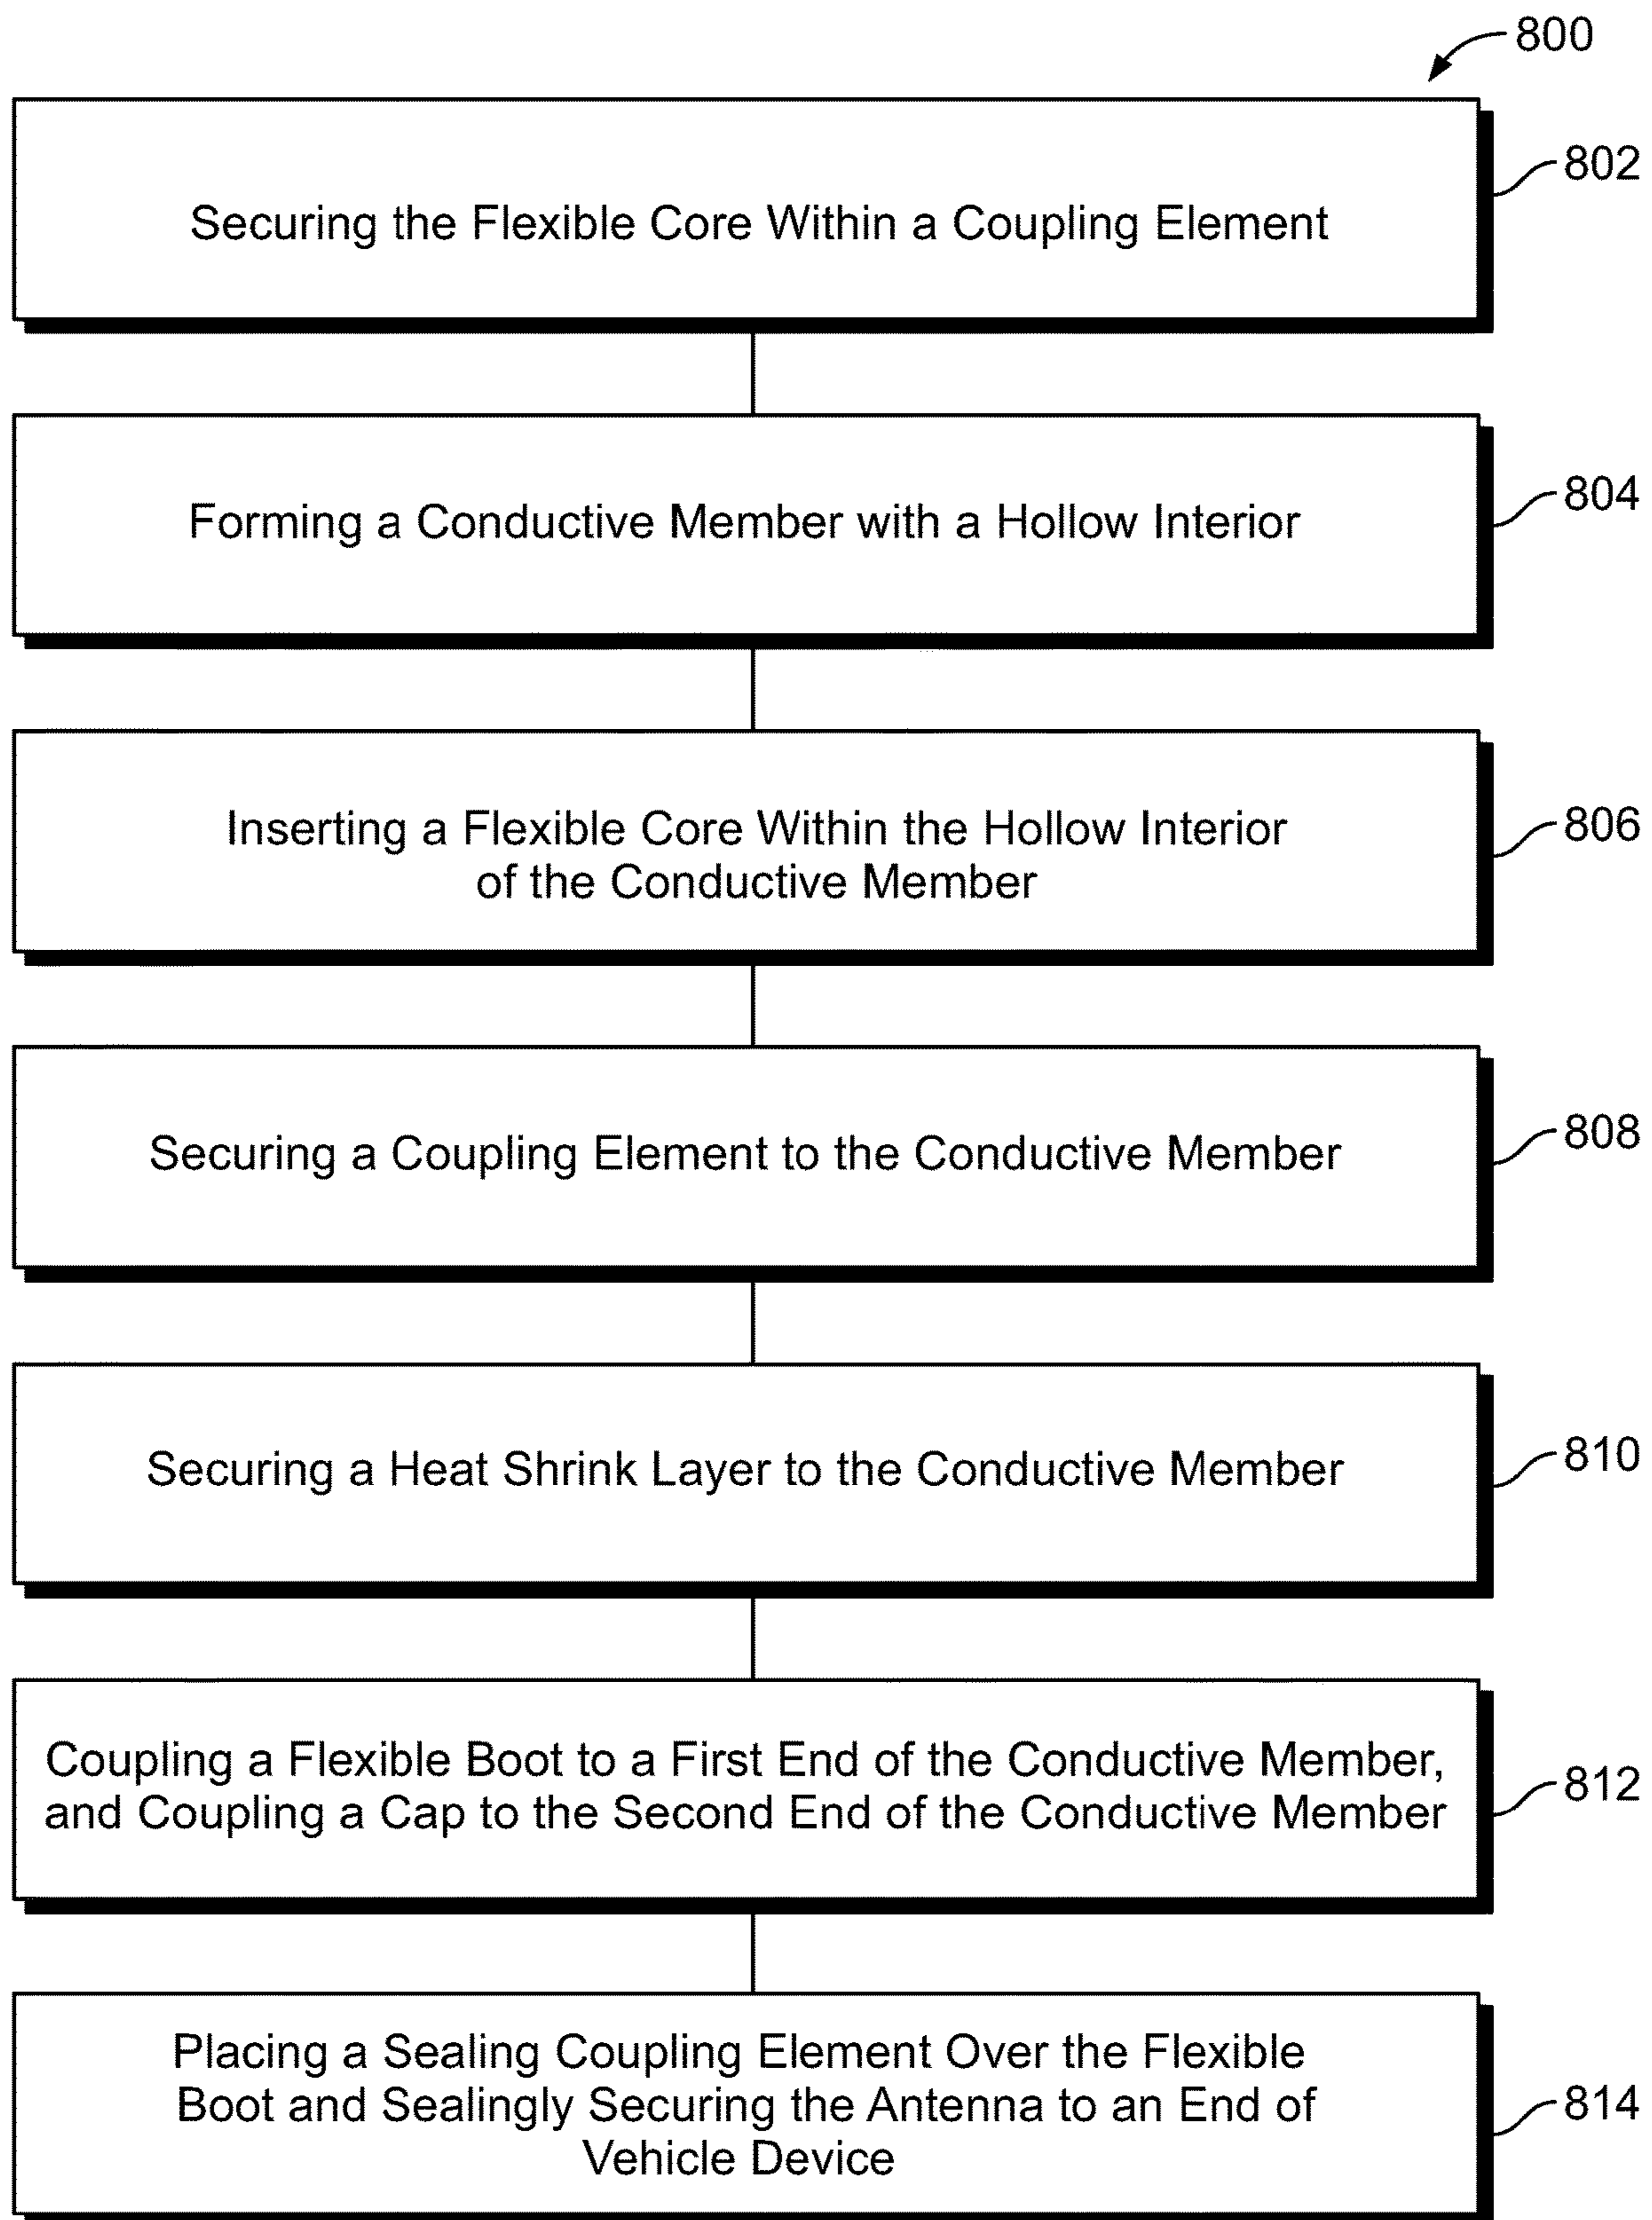 800
Securing the Flexible Core Within a Coupling Element
802
Forming a Conductive Member with a Hollow Interior
804
Inserting a Flexible Core Within the Hollow Interior
of the Conductive Member
806
Securing a Coupling Element to the Conductive Member
808
Securing a Heat Shrink Layer to the Conductive Member
810
Coupling a Flexible Boot to a First End of the Conductive Member,
and Coupling a Cap to the Second End of the Conductive Member
812
Placing a Sealing Coupling Element Over the Flexible
Boot and Sealingly Securing the Antenna to an End of
Vehicle Device
814